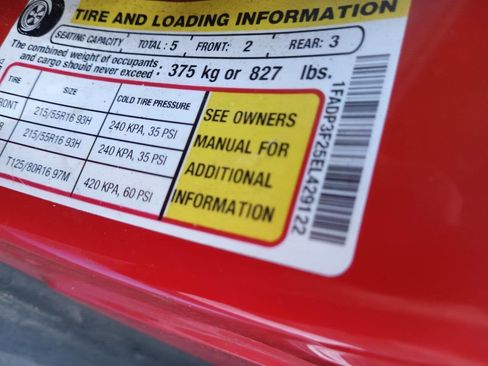 TIRE AND LOADING INFORMATION
SEATING CAPACITY TOTAL: 5 FRONT: 2 REAR: 3
The combined weight of occupants
and cargo should never exceed: 375 kg or 827 lbs.
TIRE SIZE COLD TIRE PRESSURE
FRONT 215/55R16 93H 240 KPA, 35 PSI
215/55R16 93H 240 KPA, 35 PSI
T125/80R16 97M 420 KPA, 60 PSI
SEE OWNERS
MANUAL FOR
ADDITIONAL
INFORMATION
1FADP3F25EL429122